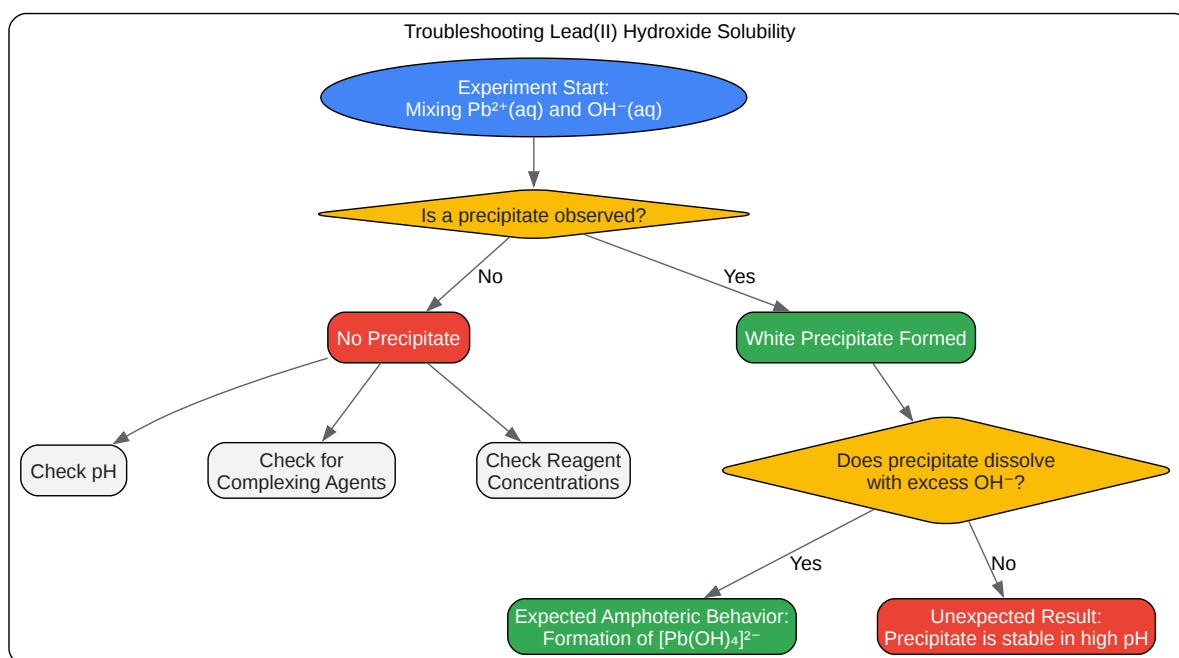 Troubleshooting Lead(II) Hydroxide Solubility
Experiment Start:
Mixing Pb²⁺(aq) and OH⁻(aq)
Is a precipitate observed?
No
Yes
No Precipitate
White Precipitate Formed
Check pH
Check for
Complexing Agents
Check Reagent
Concentrations
Does precipitate dissolve
with excess OH⁻?
Yes
No
Expected Amphoteric Behavior:
Formation of [Pb(OH)₄]²⁻
Unexpected Result:
Precipitate is stable in high pH